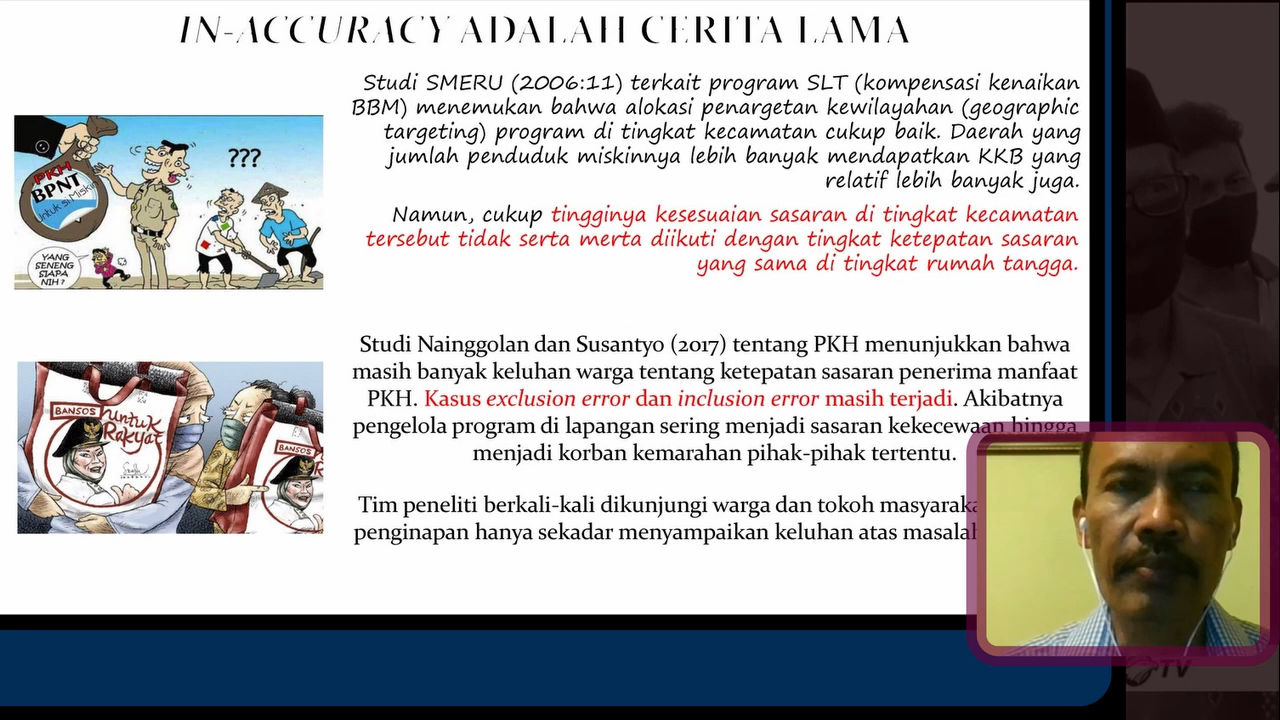 IN-ACCURACY ADALAH CERITA LAMA
Studi SMERU (2006:11) terkait program SLT (kompensasi kenaikan
BBM) menemukan bahwa alokasi penargetan kewilayahan (geographic
targeting) program di tingkat kecamatan cukup baik. Daerah yang
jumlah penduduk miskinnya lebih banyak mendapatkan KKB yang
relatif lebih banyak juga.
Namun, cukup tingginya kesesuaian sasaran di tingkat kecamatan
tersebut tidak serta merta diikuti dengan tingkat ketepatan sasaran
yang sama di tingkat rumah tangga.
???
PKH
BPNT
Untuk si Miskin
YANG
SENENG
SIAPA
NIH?
Studi Nainggolan dan Susantyo (2017) tentang PKH menunjukkan bahwa
masih banyak keluhan warga tentang ketepatan sasaran penerima manfaat
PKH. Kasus exclusion error dan inclusion error masih terjadi. Akibatnya
pengelola program di lapangan sering menjadi sasaran kekecewaan hingga
menjadi korban kemarahan pihak-pihak tertentu.
Tim peneliti berkali-kali dikunjungi warga dan tokoh
penginapan hanya sekadar menyampaikan keluhan atas
BANSOS
untuk
Rakyat
BANSOS
TV